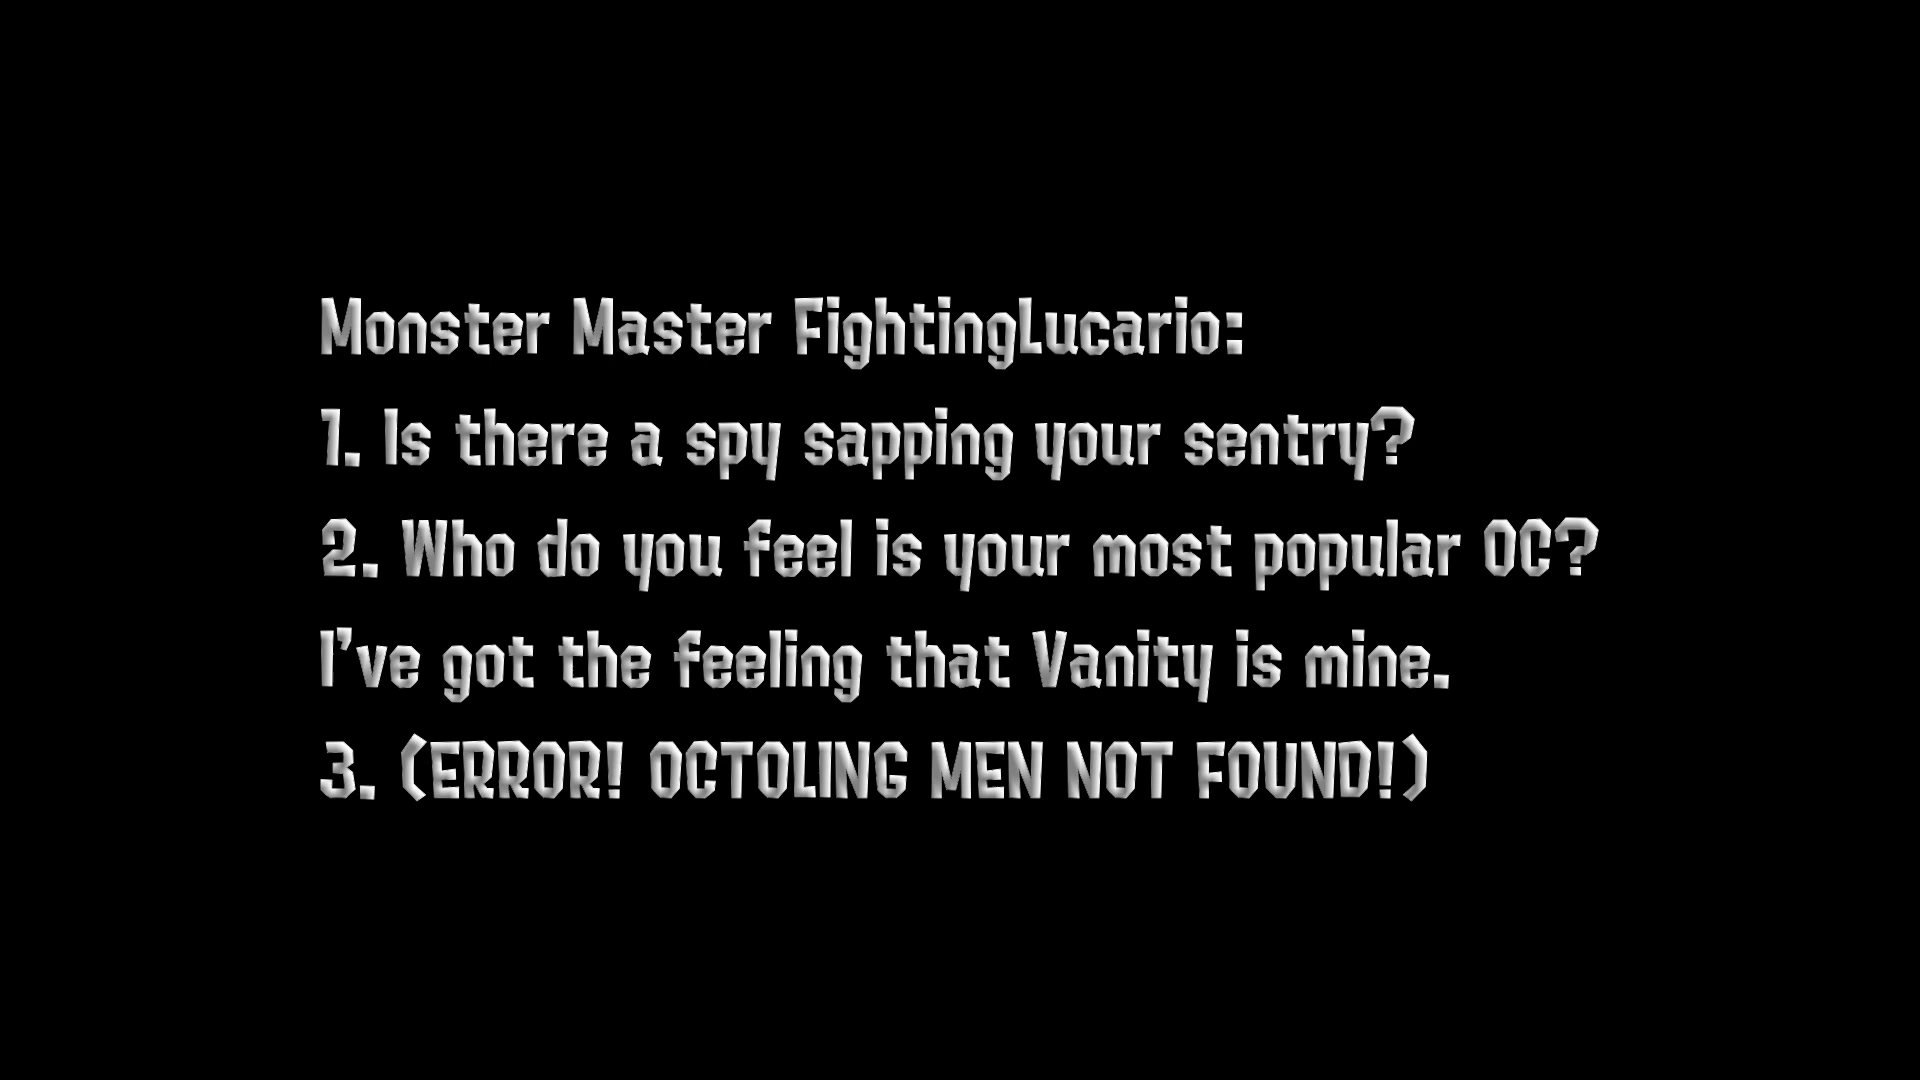 Monster Master FightingLucario:
1. Is there a spy sapping your sentry?
2. Who do you feel is your most popular OC?
I've got the feeling that Vanity is mine.
3. (ERROR! OCTOLING MEN NOT FOUND!)